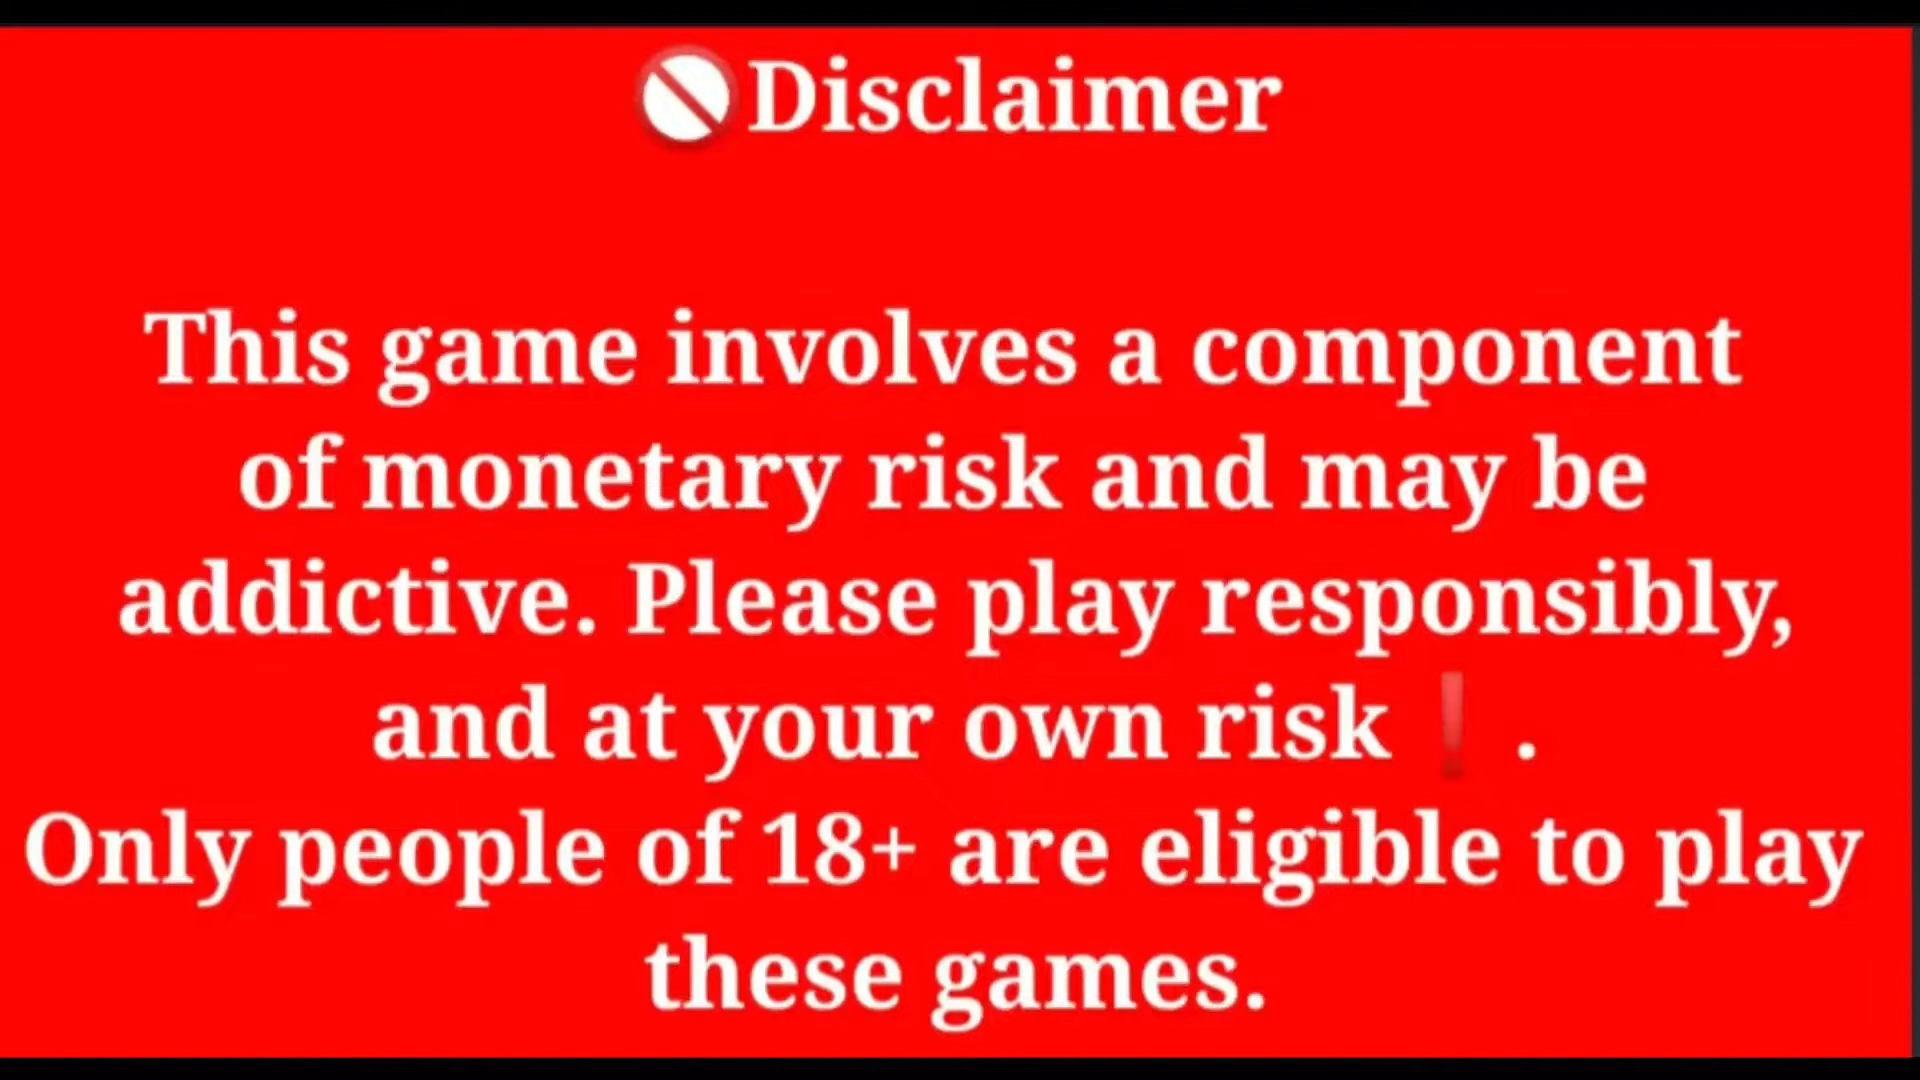 🚫Disclaimer
This game involves a component
of monetary risk and may be
addictive. Please play responsibly,
and at your own risk❗.
Only people of 18+ are eligible to play
these games.